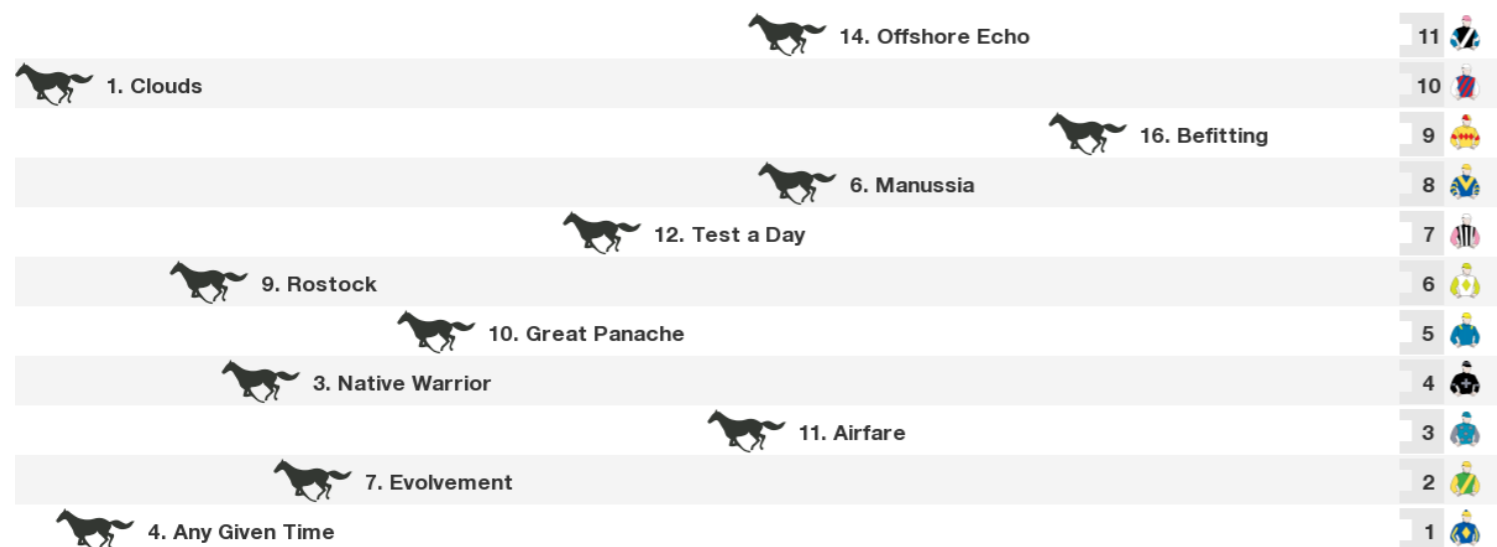 14. Offshore Echo 11
1. Clouds 10
16. Befitting 9
6. Manussia 8
12. Test a Day 7
9. Rostock 6
10. Great Panache 5
3. Native Warrior 4
11. Airfare 3
7. Evolvement 2
4. Any Given Time 1